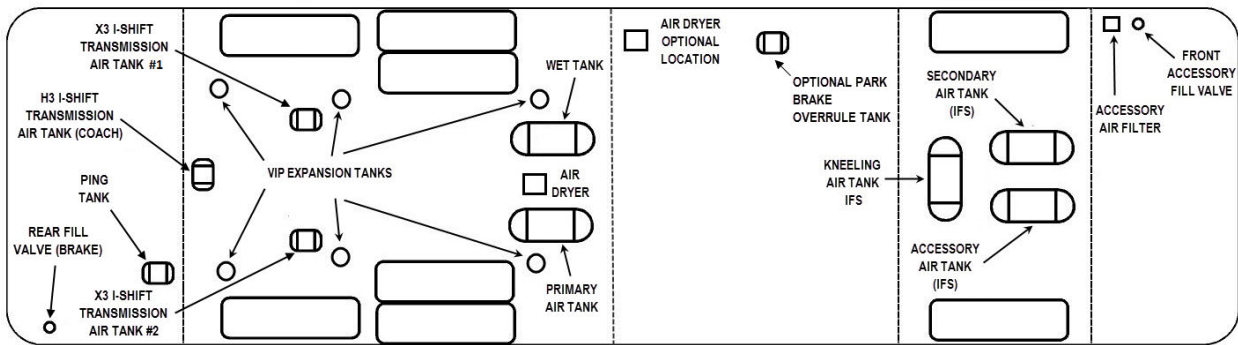 X3 I-SHIFT
TRANSMISSION
AIR TANK #1
H3 I-SHIFT
TRANSMISSION
AIR TANK (COACH)
PING
TANK
REAR FILL
VALVE (BRAKE)
X3 I-SHIFT
TRANSMISSION
AIR TANK #2
VIP EXPANSION TANKS
WET TANK
AIR
DRYER
PRIMARY
AIR TANK
AIR DRYER
OPTIONAL
LOCATION
OPTIONAL PARK
BRAKE
OVERRULE TANK
SECONDARY
AIR TANK
(IFS)
KNEELING
AIR TANK
IFS
ACCESSORY
AIR TANK
(IFS)
ACCESSORY
AIR FILTER
FRONT
ACCESSORY
FILL VALVE